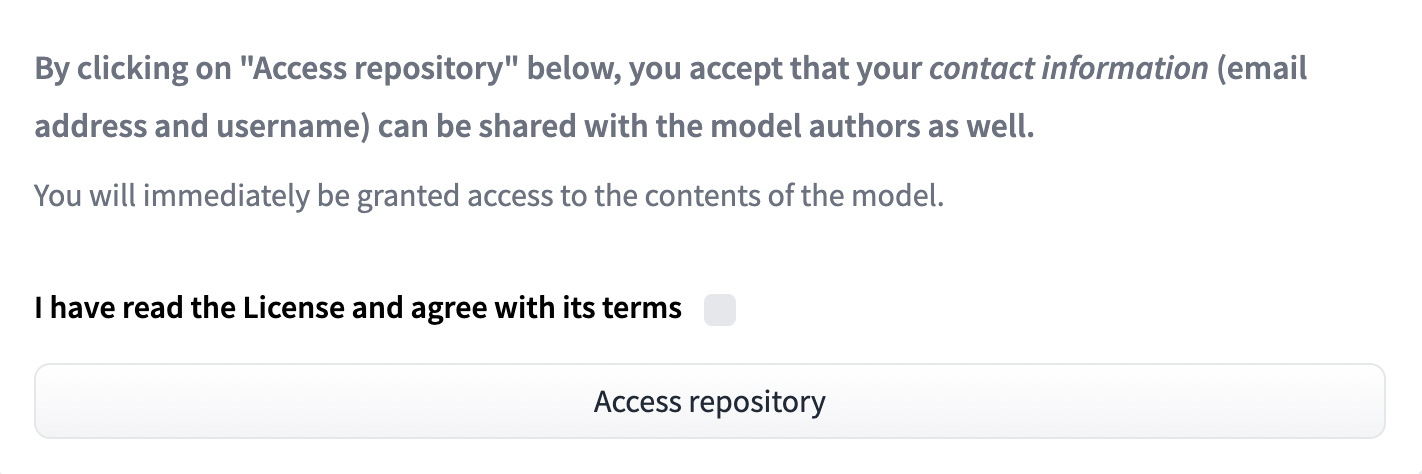 By clicking on "Access repository" below, you accept that your contact information (email
address and username) can be shared with the model authors as well.
You will immediately be granted access to the contents of the model.
I have read the License and agree with its terms
Access repository